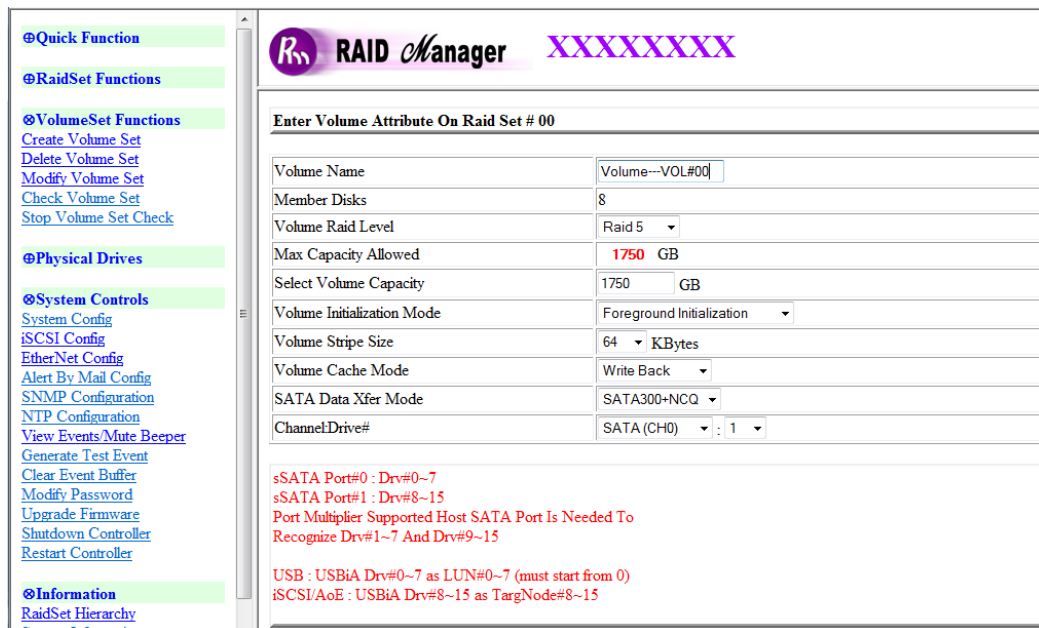 ⊕Quick Function
⊕RaidSet Functions
⊗VolumeSet Functions
Create Volume Set
Delete Volume Set
Modify Volume Set
Check Volume Set
Stop Volume Set Check
⊕Physical Drives
⊗System Controls
System Config
iSCSI Config
EtherNet Config
Alert By Mail Config
SNMP Configuration
NTP Configuration
View Events/Mute Beeper
Generate Test Event
Clear Event Buffer
Modify Password
Upgrade Firmware
Shutdown Controller
Restart Controller
⊗Information
RaidSet Hierarchy
Rm RAID Manager XXXXXXXX
Enter Volume Attribute On Raid Set # 00
Volume Name Volume---VOL#00
Member Disks 8
Volume Raid Level Raid 5
Max Capacity Allowed 1750 GB
Select Volume Capacity 1750 GB
Volume Initialization Mode Foreground Initialization
Volume Stripe Size 64 KBytes
Volume Cache Mode Write Back
SATA Data Xfer Mode SATA300+NCQ
Channel:Drive# SATA (CH0) : 1
sSATA Port#0 : Drv#0~7
sSATA Port#1 : Drv#8~15
Port Multiplier Supported Host SATA Port Is Needed To
Recognize Drv#1~7 And Drv#9~15
USB : USBiA Drv#0~7 as LUN#0~7 (must start from 0)
iSCSI/AoE : USBiA Drv#8~15 as TargNode#8~15